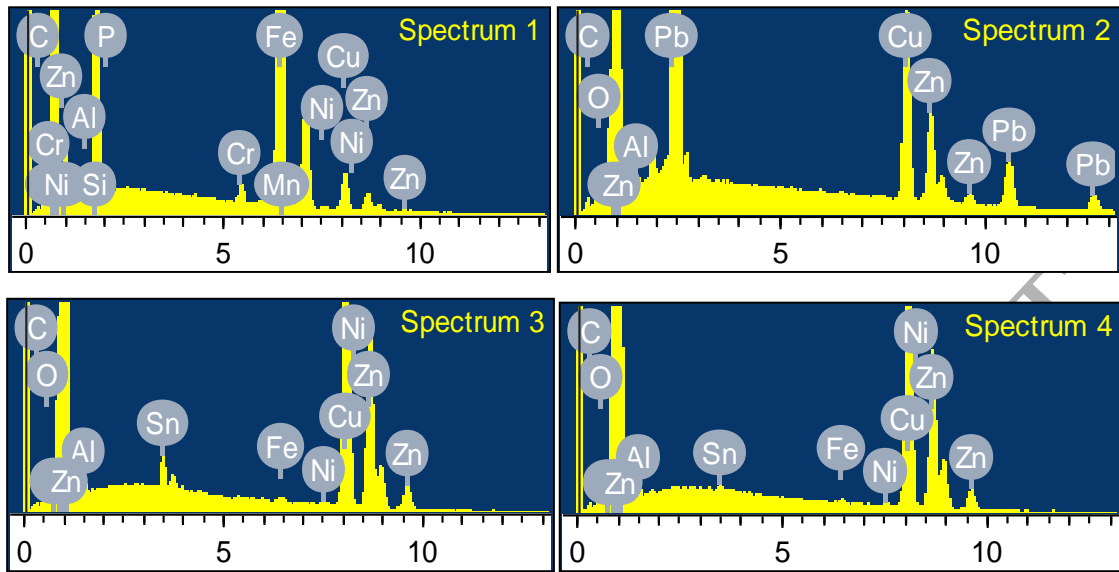 Spectrum 1
C P Fe Cu
Zn Zn
Al Ni
Cr Cr Ni
Ni Si Mn Zn
0 5 10
Spectrum 2
C Pb Cu
O Zn
Al Zn Pb
Zn Pb
0 5 10
Spectrum 3
C Ni
O Zn
Sn Cu
Al Fe Ni Zn
Zn
0 5 10
Spectrum 4
C Ni
O Zn
Cu
Al Sn Fe Ni Zn
Zn
0 5 10